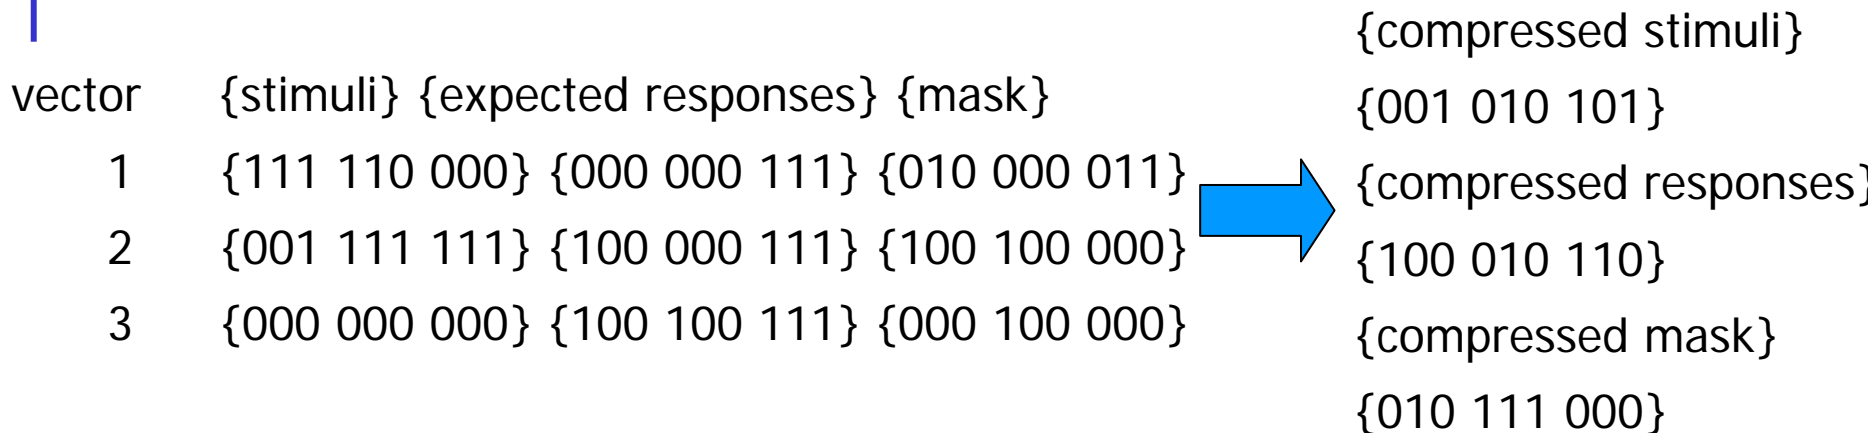 vector {stimuli} {expected responses} {mask}
1 {111 110 000} {000 000 111} {010 000 011}
2 {001 111 111} {100 000 111} {100 100 000}
3 {000 000 000} {100 100 111} {000 100 000}
{compressed stimuli}
{001 010 101}
{compressed responses}
{100 010 110}
{compressed mask}
{010 111 000}